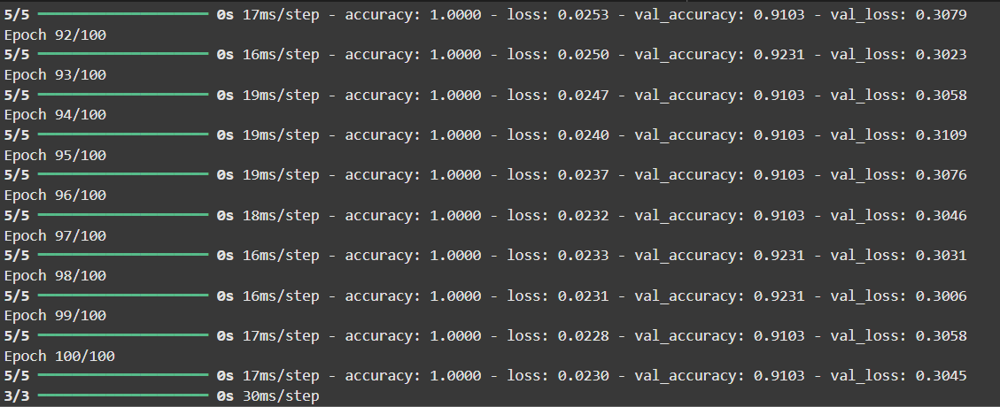 5/5 ━━━━━━━━━━━━━━━━━━━━ 0s 17ms/step - accuracy: 1.0000 - loss: 0.0253 - val_accuracy: 0.9103 - val_loss: 0.3079
Epoch 92/100
5/5 ━━━━━━━━━━━━━━━━━━━━ 0s 16ms/step - accuracy: 1.0000 - loss: 0.0250 - val_accuracy: 0.9231 - val_loss: 0.3023
Epoch 93/100
5/5 ━━━━━━━━━━━━━━━━━━━━ 0s 19ms/step - accuracy: 1.0000 - loss: 0.0247 - val_accuracy: 0.9103 - val_loss: 0.3058
Epoch 94/100
5/5 ━━━━━━━━━━━━━━━━━━━━ 0s 19ms/step - accuracy: 1.0000 - loss: 0.0240 - val_accuracy: 0.9103 - val_loss: 0.3109
Epoch 95/100
5/5 ━━━━━━━━━━━━━━━━━━━━ 0s 19ms/step - accuracy: 1.0000 - loss: 0.0237 - val_accuracy: 0.9103 - val_loss: 0.3076
Epoch 96/100
5/5 ━━━━━━━━━━━━━━━━━━━━ 0s 18ms/step - accuracy: 1.0000 - loss: 0.0232 - val_accuracy: 0.9103 - val_loss: 0.3046
Epoch 97/100
5/5 ━━━━━━━━━━━━━━━━━━━━ 0s 16ms/step - accuracy: 1.0000 - loss: 0.0233 - val_accuracy: 0.9231 - val_loss: 0.3031
Epoch 98/100
5/5 ━━━━━━━━━━━━━━━━━━━━ 0s 16ms/step - accuracy: 1.0000 - loss: 0.0231 - val_accuracy: 0.9231 - val_loss: 0.3006
Epoch 99/100
5/5 ━━━━━━━━━━━━━━━━━━━━ 0s 17ms/step - accuracy: 1.0000 - loss: 0.0228 - val_accuracy: 0.9103 - val_loss: 0.3058
Epoch 100/100
5/5 ━━━━━━━━━━━━━━━━━━━━ 0s 17ms/step - accuracy: 1.0000 - loss: 0.0230 - val_accuracy: 0.9103 - val_loss: 0.3045
3/3 ━━━━━━━━━━━━━━━━━━━━ 0s 30ms/step